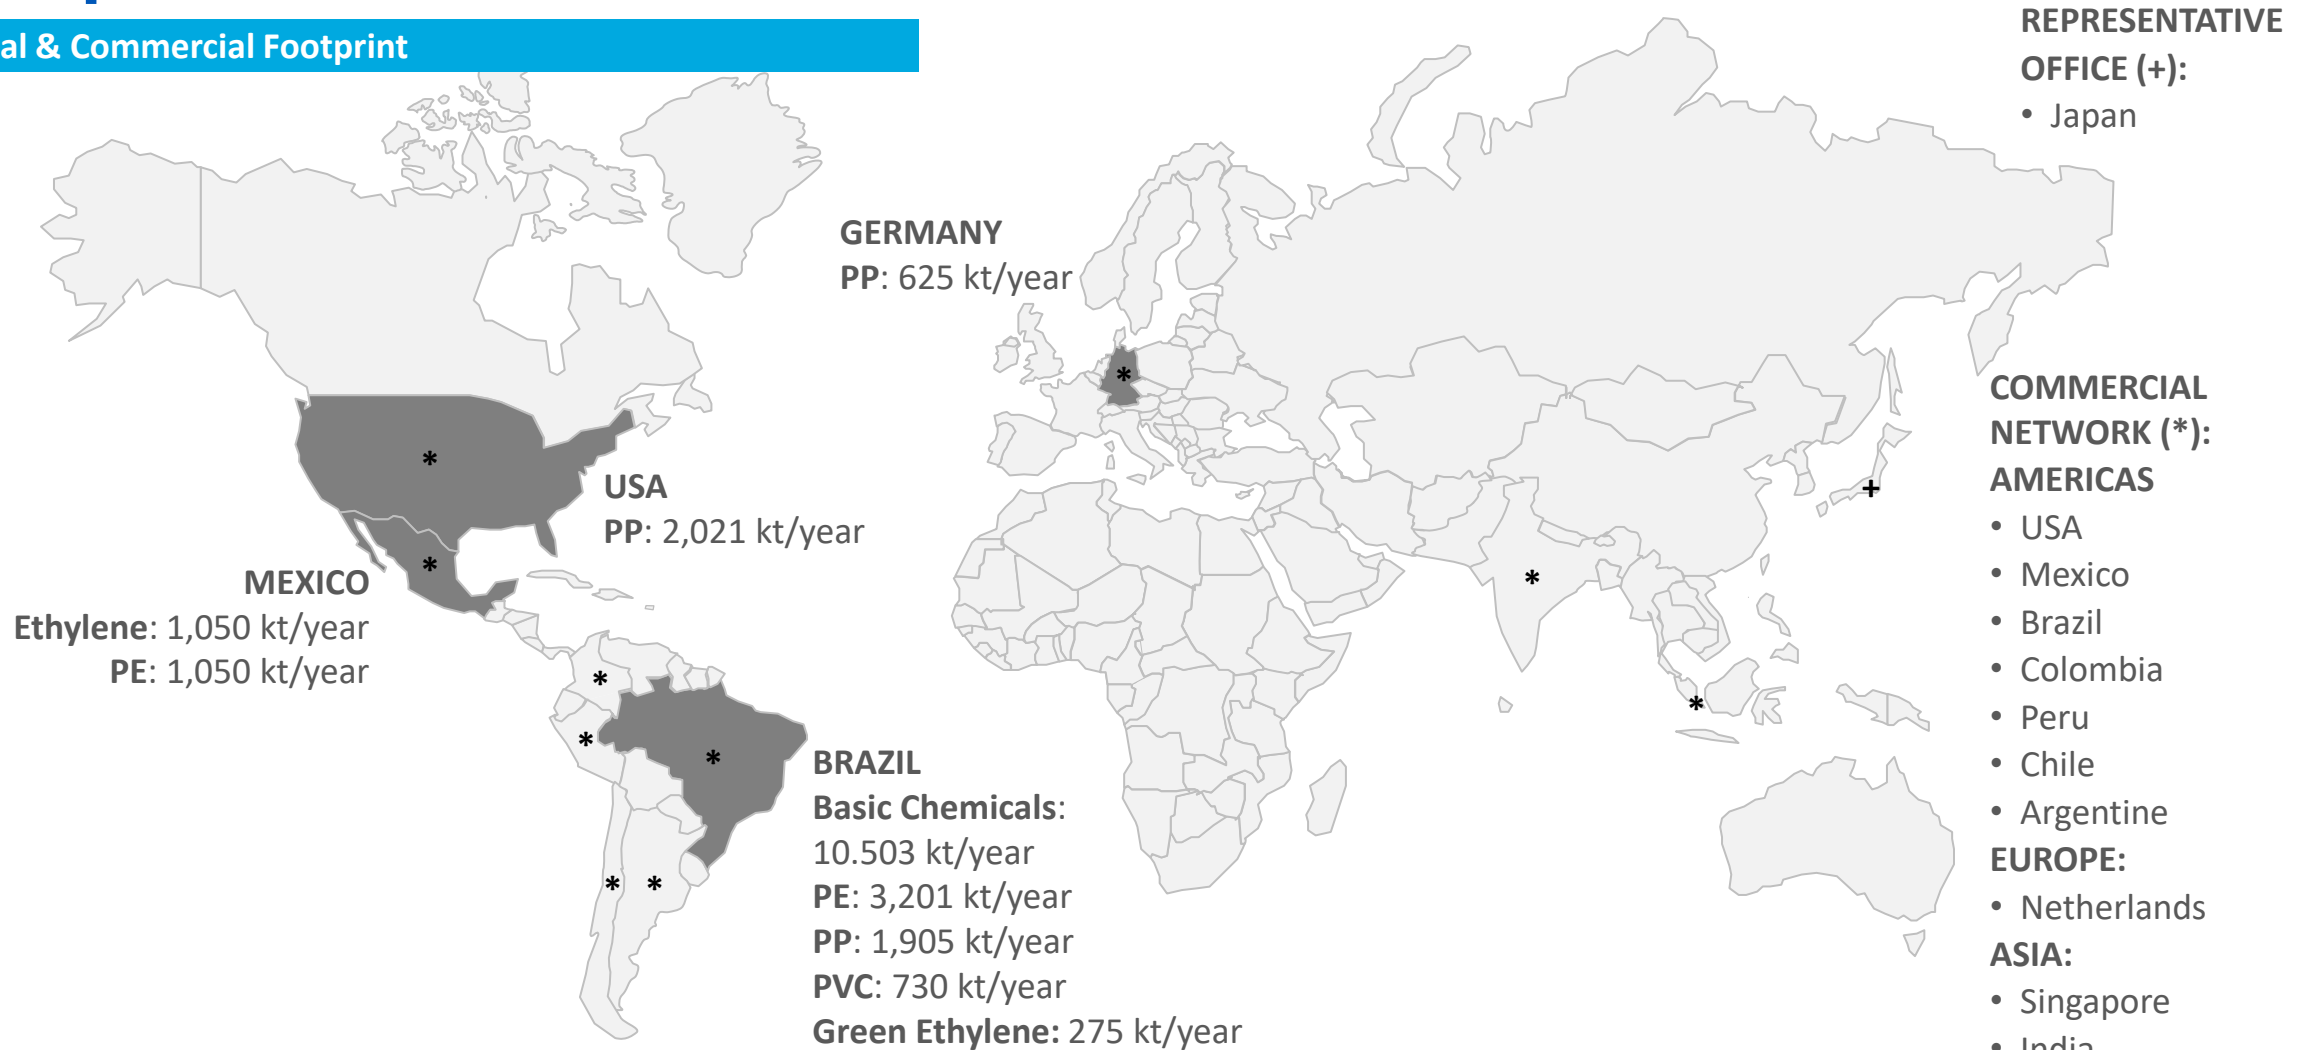 al & Commercial Footprint
REPRESENTATIVE
OFFICE (+):
• Japan
GERMANY
PP: 625 kt/year
USA
PP: 2,021 kt/year
MEXICO
Ethylene: 1,050 kt/year
PE: 1,050 kt/year
BRAZIL
Basic Chemicals:
10.503 kt/year
PE: 3,201 kt/year
PP: 1,905 kt/year
PVC: 730 kt/year
Green Ethylene: 275 kt/year
COMMERCIAL
NETWORK (*):
AMERICAS
• USA
• Mexico
• Brazil
• Colombia
• Peru
• Chile
• Argentine
EUROPE:
• Netherlands
ASIA:
• Singapore
• India